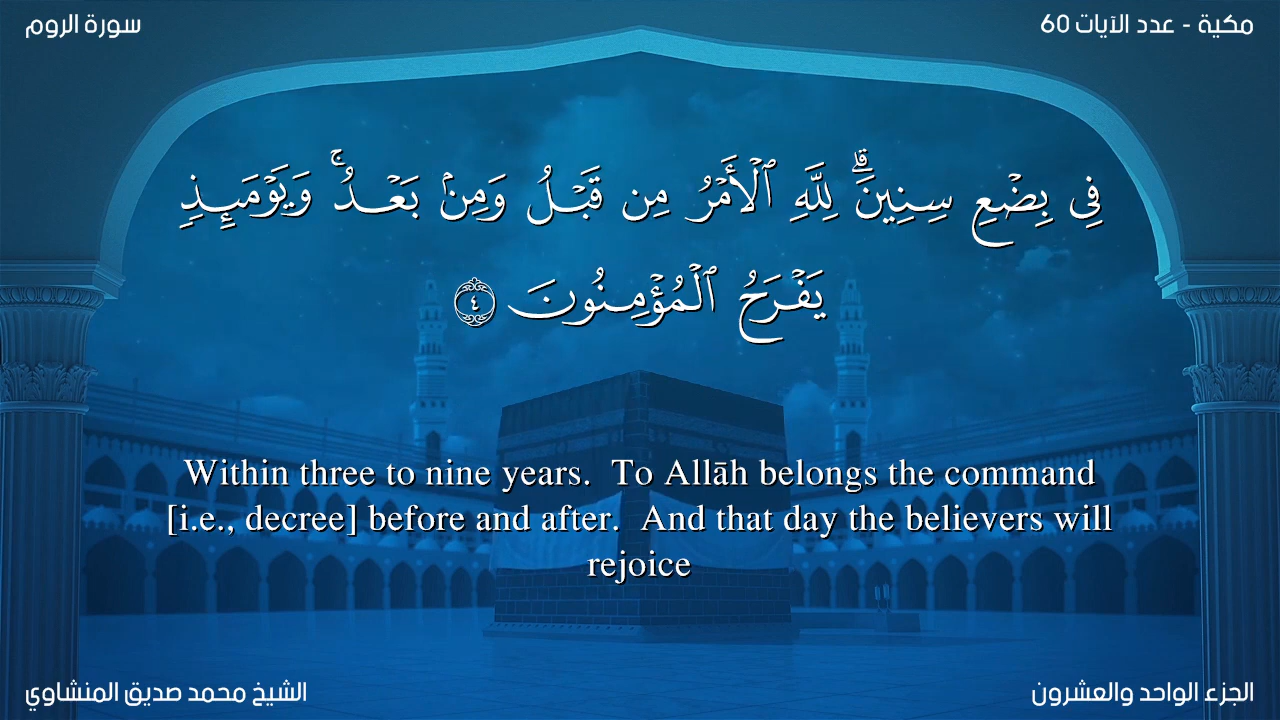 مكية - عدد الآيات 60
سورة الروم
فِي بِضْعِ سِنِينَۗ لِلَّهِ ٱلْأَمْرُ مِن قَبْلُ وَمِنۢ بَعْدُۚ وَيَوْمَئِذٍ
يَفْرَحُ ٱلْمُؤْمِنُونَ ٤
Within three to nine years.  To Allāh belongs the command
[i.e., decree] before and after.  And that day the believers will
rejoice
الجزء الواحد والعشرون
الشيخ محمد صديق المنشاوي